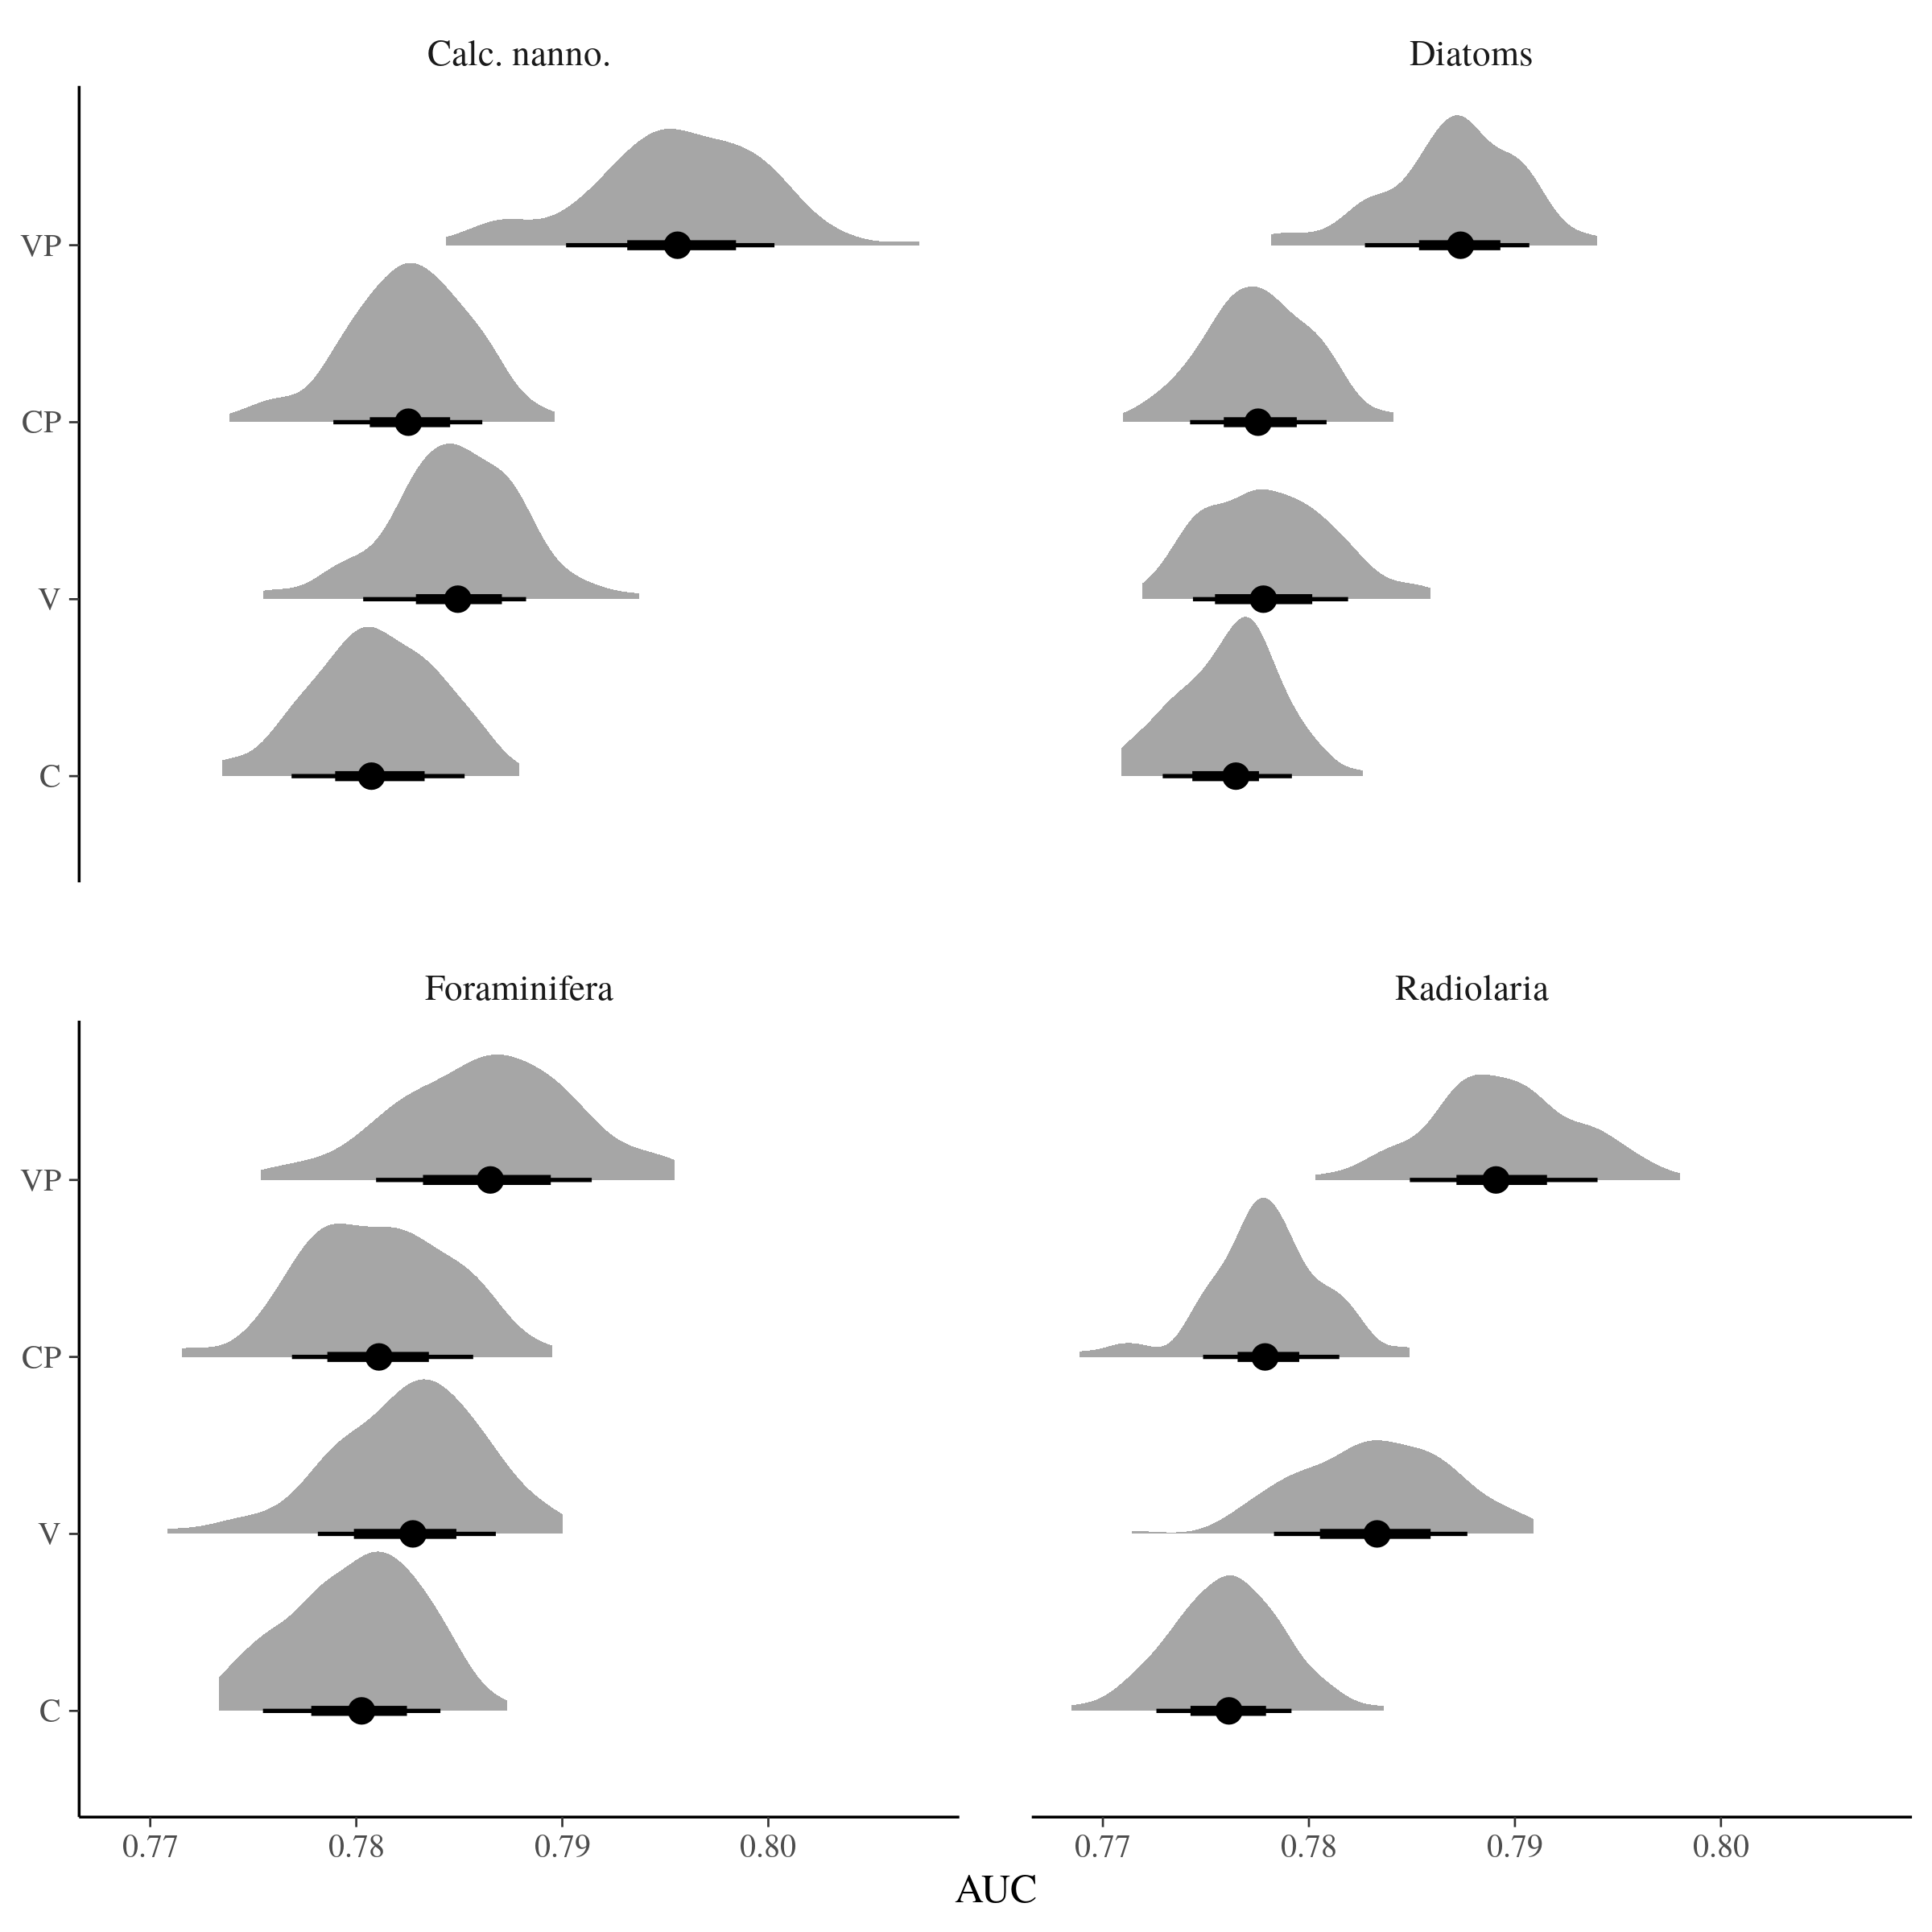 Calc. nanno.
Diatoms
VP
CP
V
C
Foraminifera
Radiolaria
VP
CP
V
C
0.77 0.78 0.79 0.80 0.77 0.78 0.79 0.80
AUC